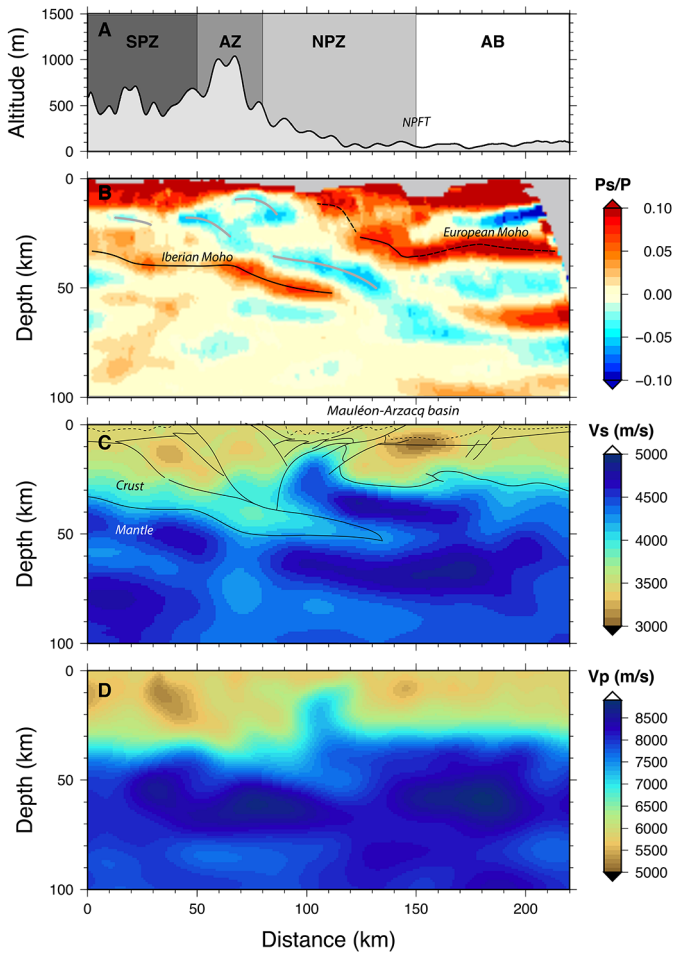 1500
1000
500
0
Altitude (m)
A
SPZ
AZ
NPZ
AB
NPFT
0
50
100
Depth (km)
B
Iberian Moho
European Moho
Ps/P
0.10
0.05
0.00
−0.05
−0.10
Mauléon-Arzacq basin
0
50
100
Depth (km)
C
Crust
Mantle
Vs (m/s)
5000
4500
4000
3500
3000
0
50
100
Depth (km)
D
Vp (m/s)
8500
8000
7500
7000
6500
6000
5500
5000
0
50
100
150
200
Distance (km)